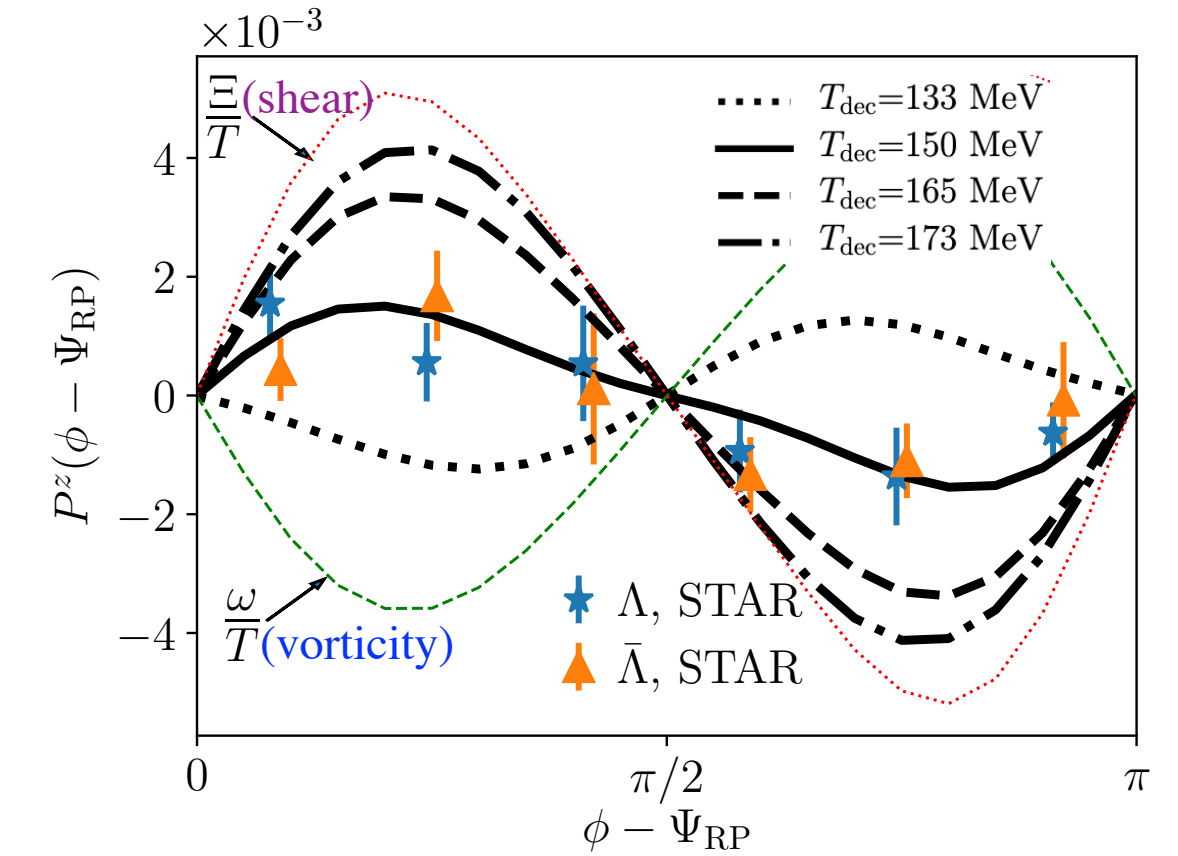 ×10⁻³
Ξ/T (shear)
T_dec=133 MeV
T_dec=150 MeV
T_dec=165 MeV
T_dec=173 MeV
4
2
0
−2
−4
P^z(ϕ − Ψ_RP)
ω/T (vorticity)
Λ, STAR
Λ̄, STAR
0
π/2
π
ϕ − Ψ_RP